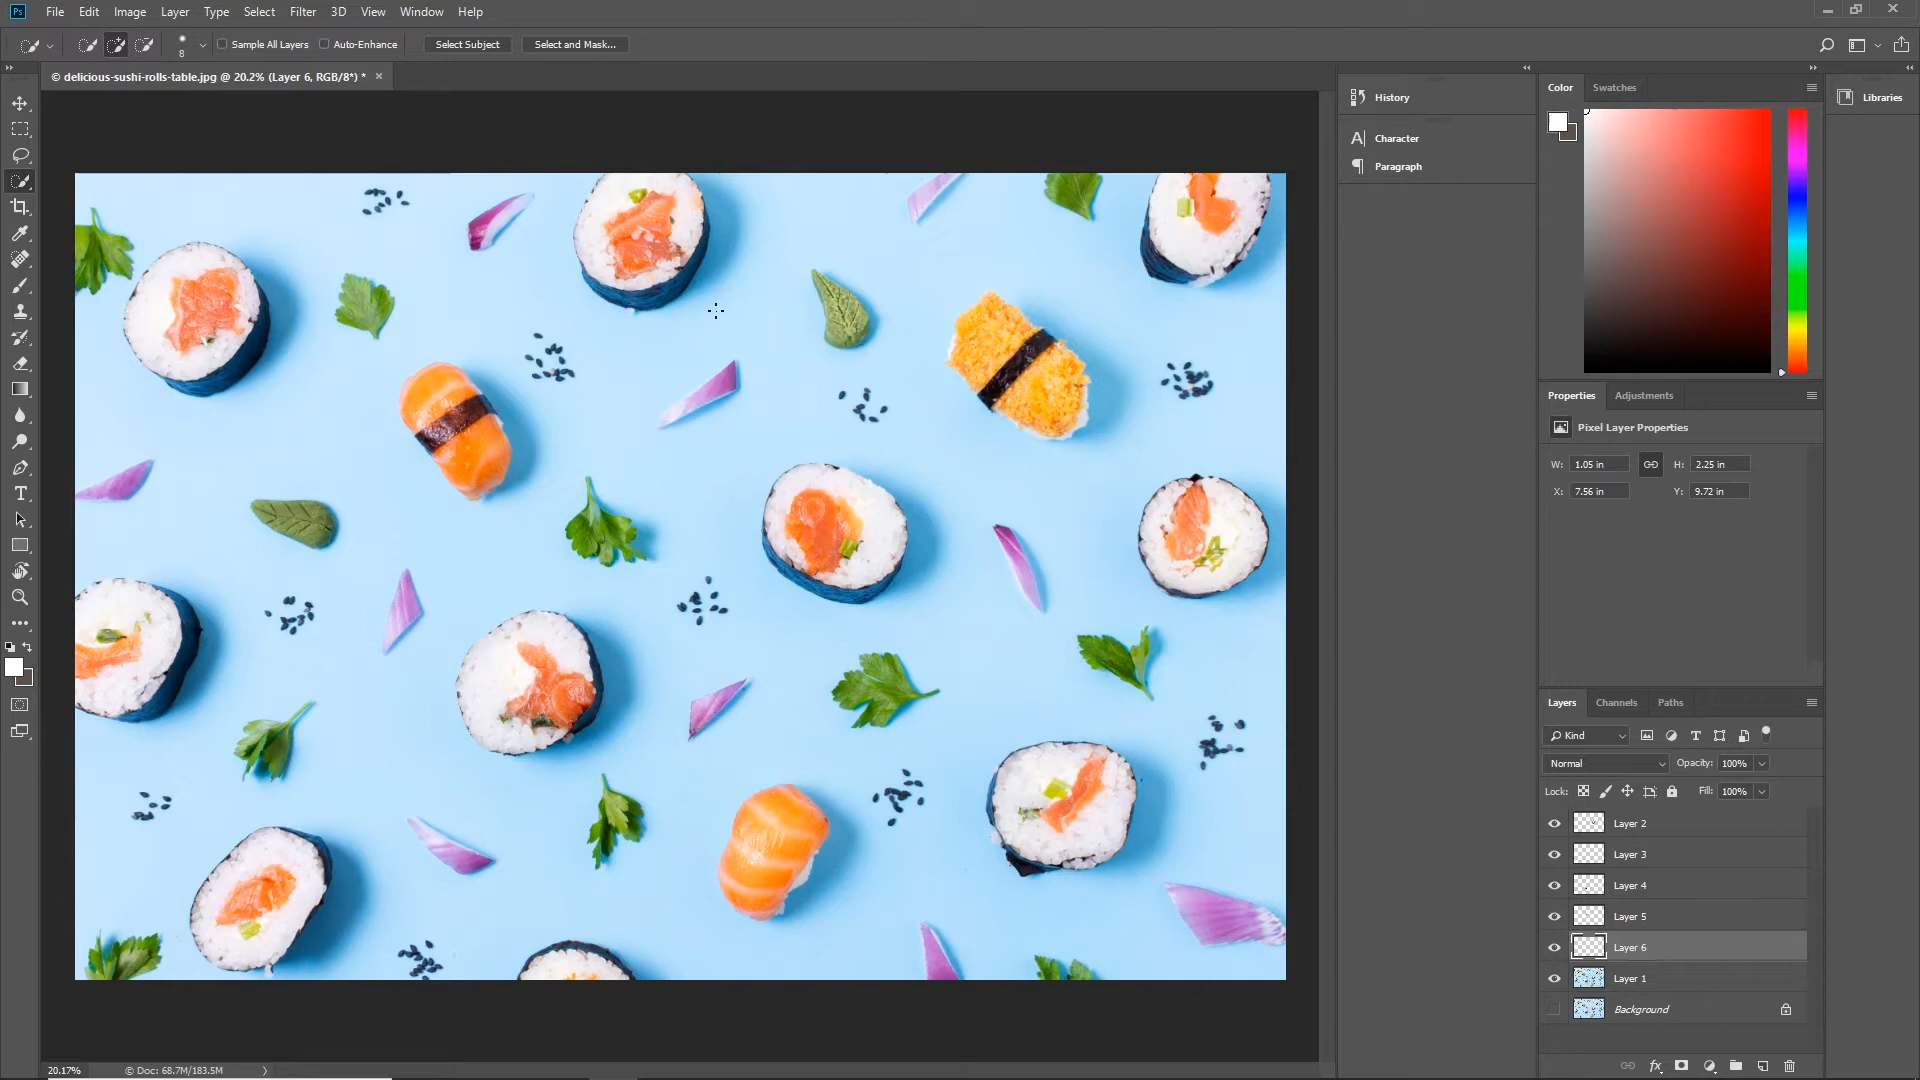 Ps File Edit Image Layer Type Select Filter 3D View Window Help
8 Sample All Layers Auto-Enhance Select Subject Select and Mask...
© delicious-sushi-rolls-table.jpg @ 20.2% (Layer 6, RGB/8*) * ×
History
Character
Paragraph
Color Swatches
Libraries
Properties Adjustments
Pixel Layer Properties
W: 1.05 in H: 2.25 in
X: 7.56 in Y: 9.72 in
Layers Channels Paths
Kind
Normal Opacity: 100%
Lock: Fill: 100%
Layer 2
Layer 3
Layer 4
Layer 5
Layer 6
Layer 1
Background
fx
20.17% © Doc: 68.7M/183.5M